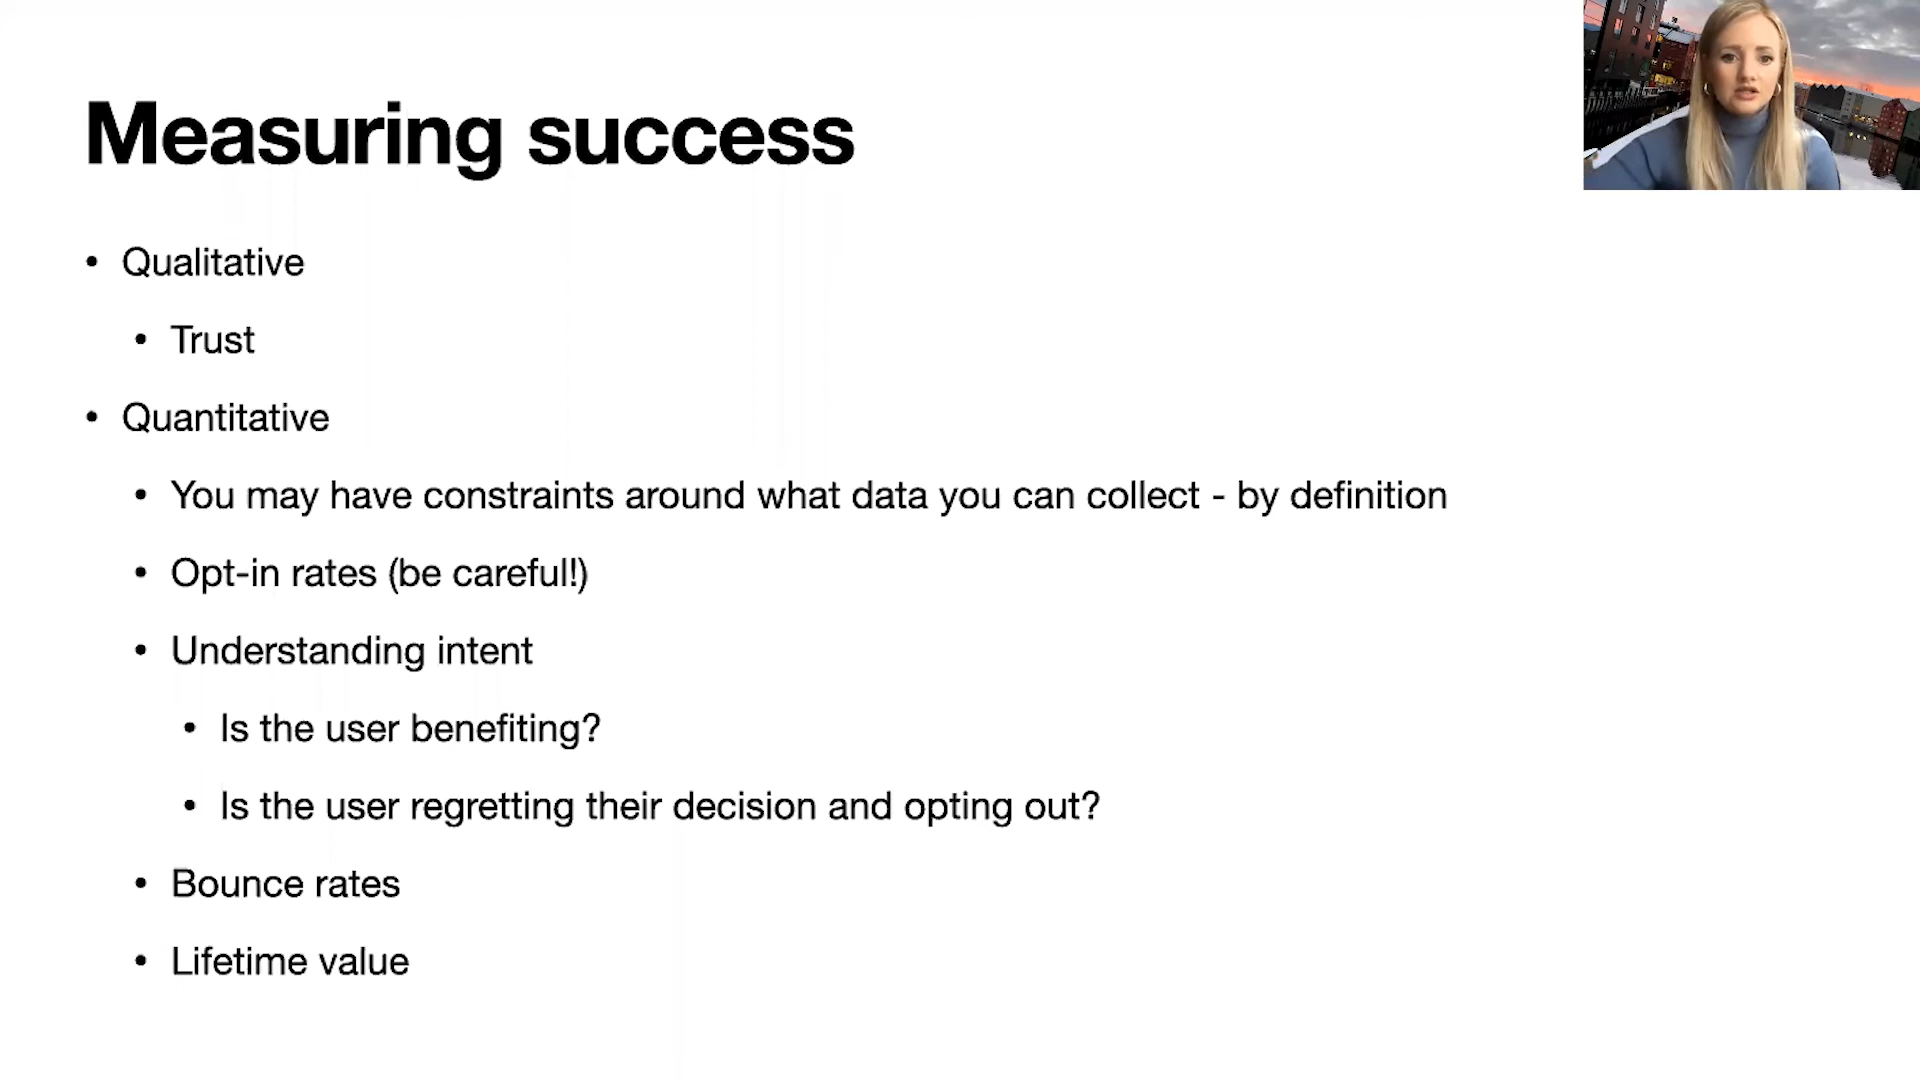 Measuring success
• Qualitative
• Trust
• Quantitative
• You may have constraints around what data you can collect - by definition
• Opt-in rates (be careful!)
• Understanding intent
• Is the user benefiting?
• Is the user regretting their decision and opting out?
• Bounce rates
• Lifetime value